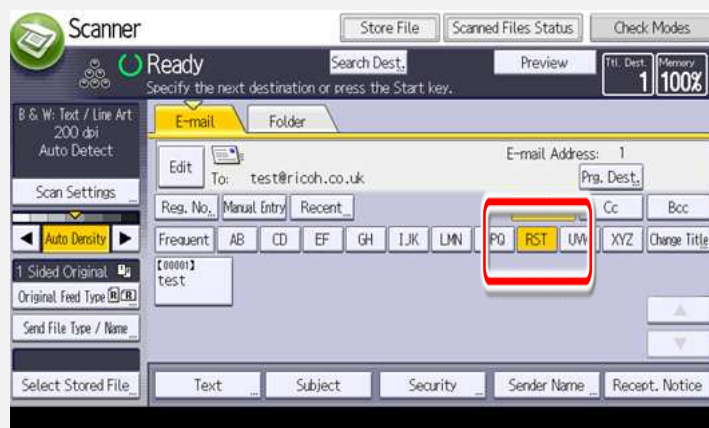 Scanner
Store File
Scanned Files Status
Check Modes
Ready
Search Dest.
Preview
Ttl. Dest.
1
Memory
100%
Specify the next destination or press the Start key.
B & W: Text / Line Art
200 dpi
Auto Detect
E-mail
Folder
Edit
To: test@ricoh.co.uk
E-mail Address: 1
Prg. Dest.
Scan Settings
Reg. No.
Manual Entry
Recent
Cc
Bcc
Auto Density
Frequent
AB
CD
EF
GH
IJK
LMN
PQ
RST
UVW
XYZ
Change Title
1 Sided Original
[00001]
test
Original Feed Type
Send File Type / Name
Select Stored File
Text
Subject
Security
Sender Name
Recept. Notice